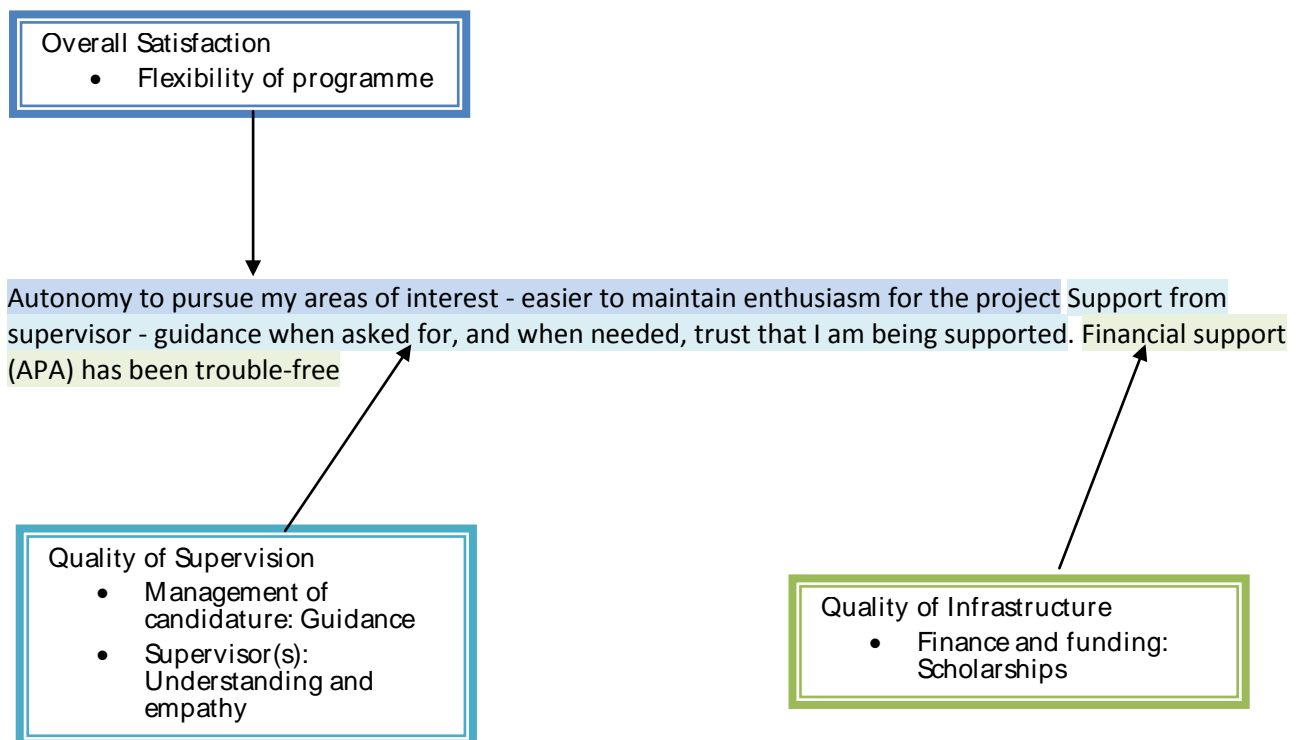 Overall Satisfaction
• Flexibility of programme
Autonomy to pursue my areas of interest - easier to maintain enthusiasm for the project Support from
supervisor - guidance when asked for, and when needed, trust that I am being supported. Financial support
(APA) has been trouble-free
Quality of Supervision
• Management of
candidature: Guidance
• Supervisor(s):
Understanding and
empathy
Quality of Infrastructure
• Finance and funding:
Scholarships